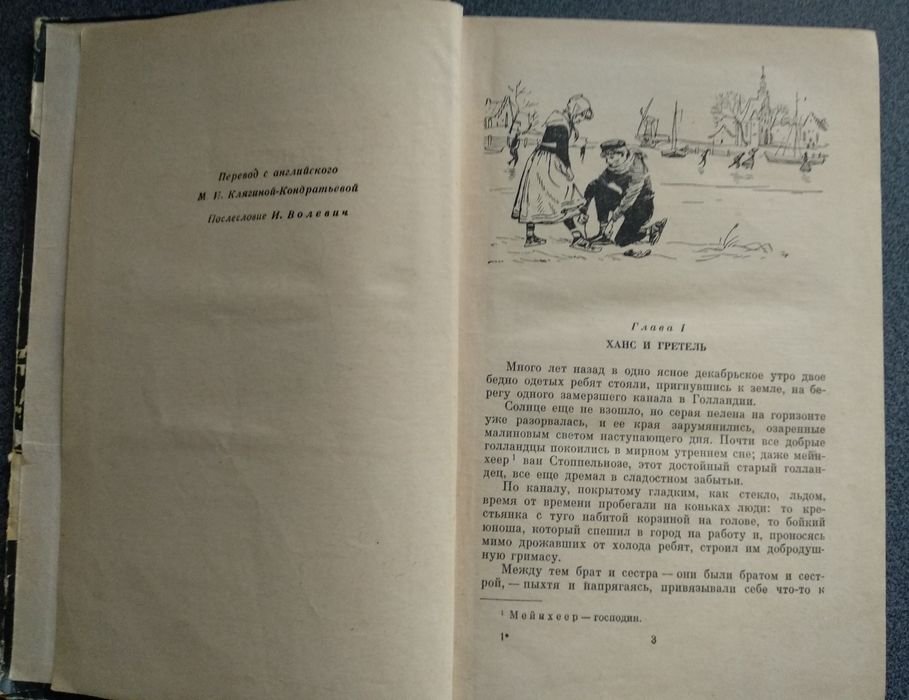 Перевод с английского
М. Е. Клягиной-Кондратьевой
Послесловие И. Волевич
Глава I
ХАНС И ГРЕТЕЛЬ
Много лет назад в одно ясное декабрьское утро двое
бедно одетых ребят стояли, пригнувшись к земле, на бе-
регу одного замерзшего канала в Голландии.
Солнце еще не взошло, но серая пелена на горизонте
уже разорвалась, и ее края зарумянились, озаренные
малиновым светом наступающего дня. Почти все добрые
голландцы покоились в мирном утреннем сне; даже мейн-
хеер¹ ван Стоппельнозе, этот достойный старый голлан-
дец, все еще дремал в сладостном забытьи.
По каналу, покрытому гладким, как стекло, льдом,
время от времени пробегали на коньках люди: то кре-
стьянка с туго набитой корзиной на голове, то бойкий
юноша, который спешил в город на работу и, проносясь
мимо дрожавших от холода ребят, строил им добродуш-
ную гримасу.
Между тем брат и сестра — они были братом и сест-
рой, — пыхтя и напрягаясь, привязывали себе что-то к
¹ Мейнхеер — господин.
1*
3